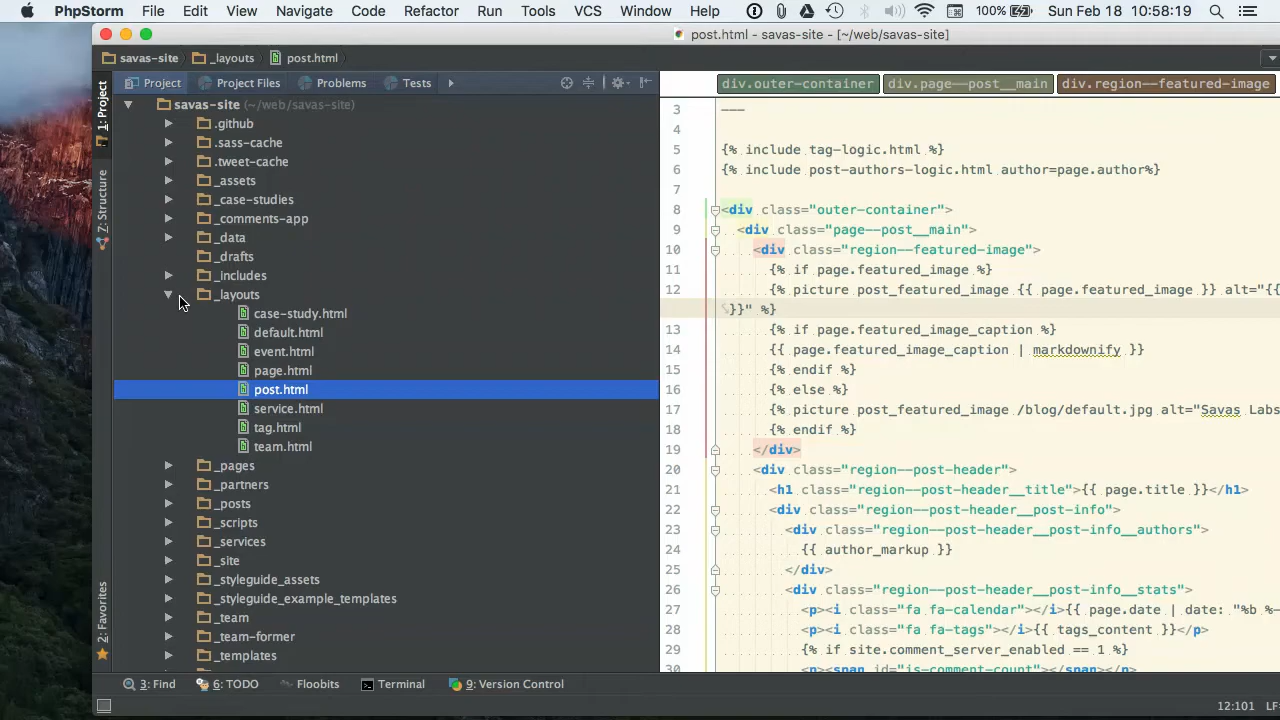 PhpStorm File Edit View Navigate Code Refactor Run Tools VCS Window Help 100% Sun Feb 18 10:58:19
post.html - savas-site - [~/web/savas-site]
savas-site _layouts post.html
1: Project
7: Structure
2: Favorites
Project Project Files Problems Tests
savas-site (~/web/savas-site)
.github
.sass-cache
.tweet-cache
_assets
_case-studies
_comments-app
_data
_drafts
_includes
_layouts
case-study.html
default.html
event.html
page.html
post.html
service.html
tag.html
team.html
_pages
_partners
_posts
_scripts
_services
_site
_styleguide_assets
_styleguide_example_templates
_team
_team-former
_templates
div.outer-container div.page--post__main div.region--featured-image
3 ---
4
5 {% include tag-logic.html %}
6 {% include post-authors-logic.html author=page.author%}
7
8 <div class="outer-container">
9 <div class="page--post__main">
10 <div class="region--featured-image">
11 {% if page.featured_image %}
12 {% picture post_featured_image {{ page.featured_image }} alt="{{
}}" %}
13 {% if page.featured_image_caption %}
14 {{ page.featured_image_caption | markdownify }}
15 {% endif %}
16 {% else %}
17 {% picture post_featured_image /blog/default.jpg alt="Savas Labs
18 {% endif %}
19 </div>
20 <div class="region--post-header">
21 <h1 class="region--post-header__title">{{ page.title }}</h1>
22 <div class="region--post-header__post-info">
23 <div class="region--post-header__post-info__authors">
24 {{ author_markup }}
25 </div>
26 <div class="region--post-header__post-info__stats">
27 <p><i class="fa fa-calendar"></i>{{ page.date | date: "%b %-
28 <p><i class="fa fa-tags"></i>{{ tags_content }}</p>
29 {% if site.comment_server_enabled == 1 %}
30 <p><span id="js-comment-count"></span></p>
3: Find 6: TODO Floobits Terminal 9: Version Control
12:101 LF